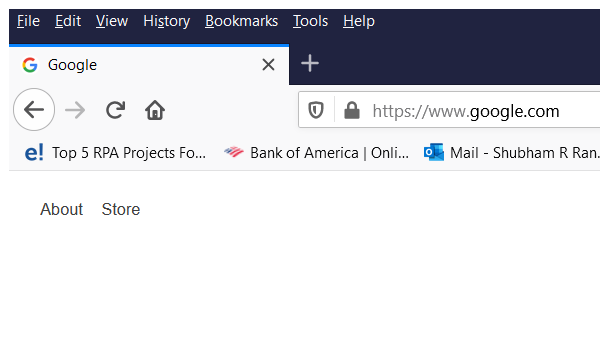 File Edit View History Bookmarks Tools Help
Google
https://www.google.com
e! Top 5 RPA Projects Fo... Bank of America | Onli... Mail - Shubham R Ran.
About Store